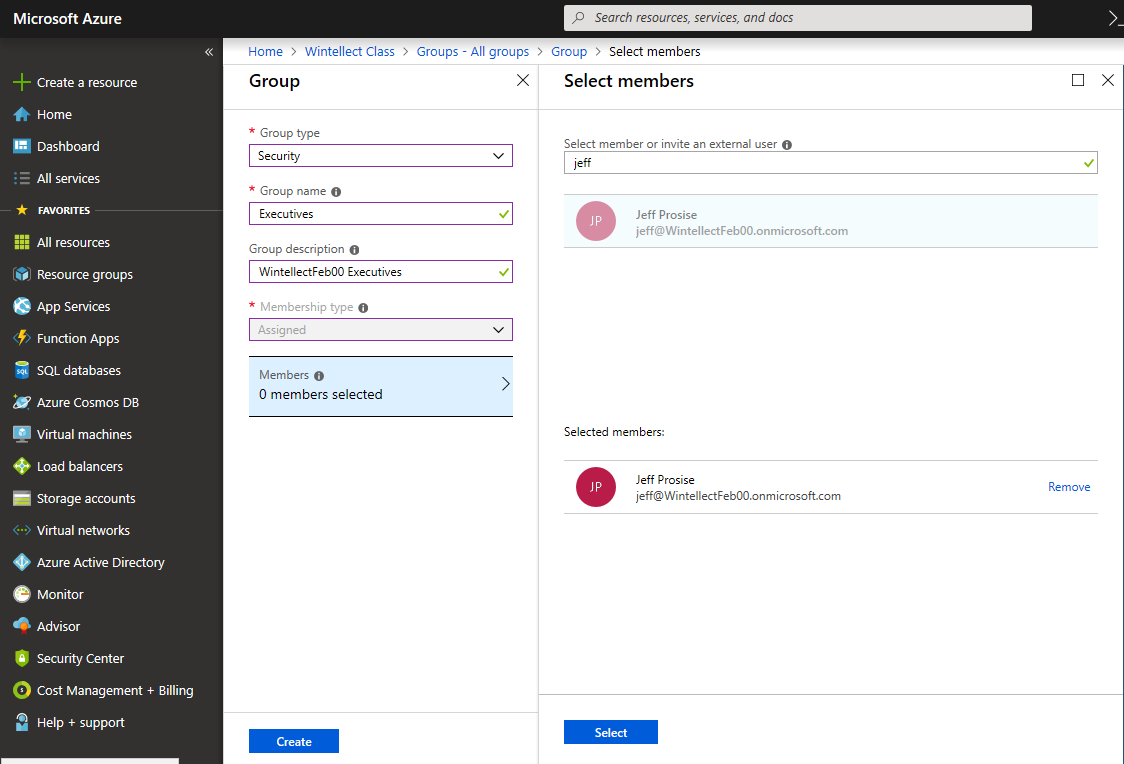 Microsoft Azure
Search resources, services, and docs
Home > Wintellect Class > Groups - All groups > Group > Select members
Create a resource
Home
Dashboard
All services
FAVORITES
All resources
Resource groups
App Services
Function Apps
SQL databases
Azure Cosmos DB
Virtual machines
Load balancers
Storage accounts
Virtual networks
Azure Active Directory
Monitor
Advisor
Security Center
Cost Management + Billing
Help + support
Group
* Group type
Security
* Group name
Executives
Group description
WintellectFeb00 Executives
* Membership type
Assigned
Members
0 members selected
Create
Select members
Select member or invite an external user
jeff
JP
Jeff Prosise
jeff@WintellectFeb00.onmicrosoft.com
Selected members:
JP
Jeff Prosise
jeff@WintellectFeb00.onmicrosoft.com
Remove
Select